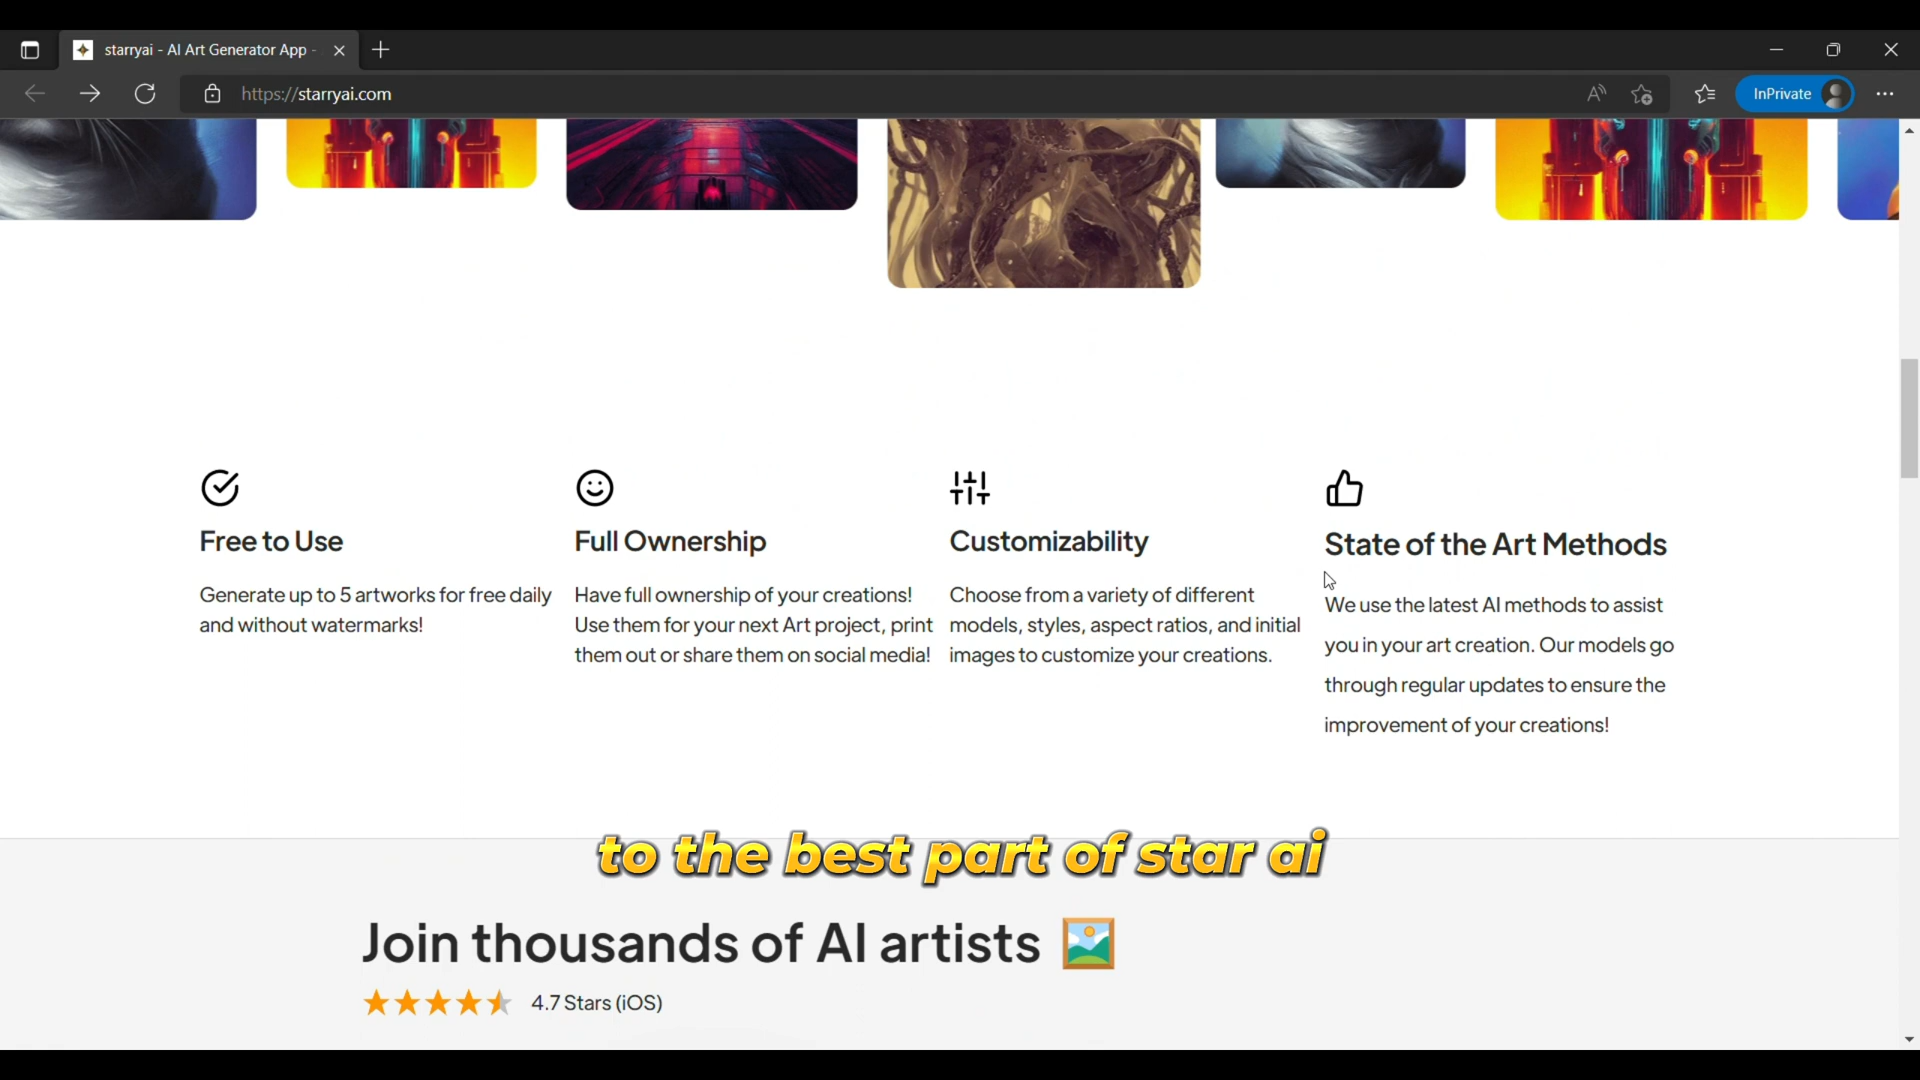 starryai - AI Art Generator App -
https://starryai.com
InPrivate
Free to Use
Generate up to 5 artworks for free daily
and without watermarks!
Full Ownership
Have full ownership of your creations!
Use them for your next Art project, print
them out or share them on social media!
Customizability
Choose from a variety of different
models, styles, aspect ratios, and initial
images to customize your creations.
State of the Art Methods
We use the latest AI methods to assist
you in your art creation. Our models go
through regular updates to ensure the
improvement of your creations!
to the best part of star ai
Join thousands of AI artists
4.7 Stars (iOS)